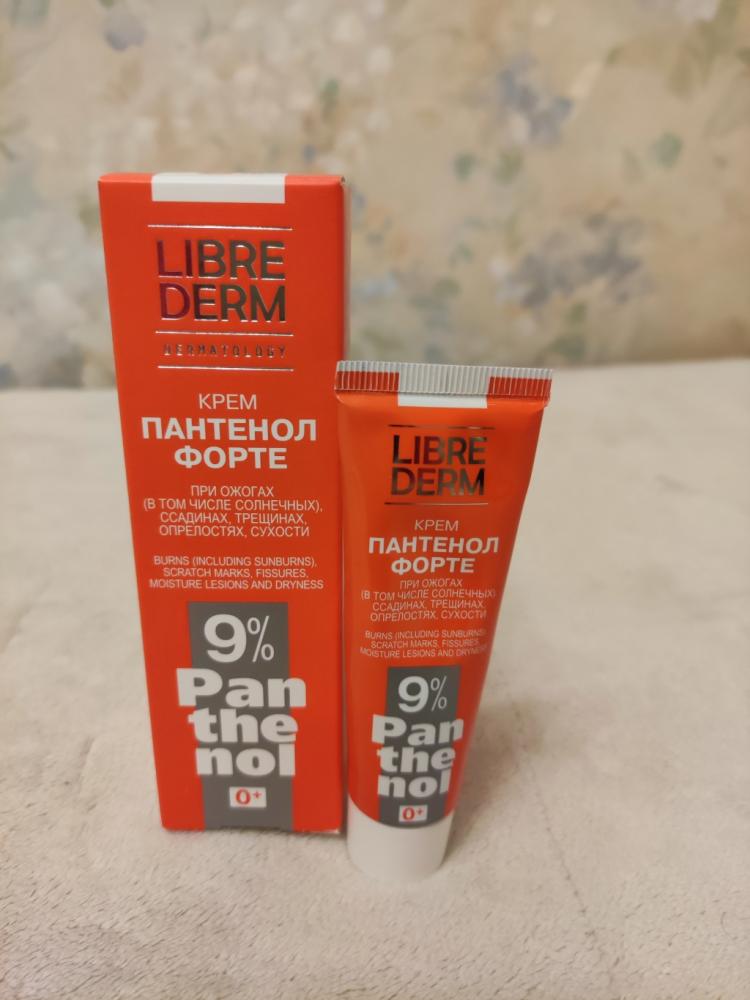 LIBRE
DERM
DERMATOLOGY
КРЕМ
ПАНТЕНОЛ
ФОРТЕ
ПРИ ОЖОГАХ
(В ТОМ ЧИСЛЕ СОЛНЕЧНЫХ),
ССАДИНАХ, ТРЕЩИНАХ,
ОПРЕЛОСТЯХ, СУХОСТИ
BURNS (INCLUDING SUNBURNS),
SCRATCH MARKS, FISSURES,
MOISTURE LESIONS AND DRYNESS
9%
Pan
the
nol
0+
LIBRE
DERM
КРЕМ
ПАНТЕНОЛ
ФОРТЕ
ПРИ ОЖОГАХ
(В ТОМ ЧИСЛЕ СОЛНЕЧНЫХ),
ССАДИНАХ, ТРЕЩИНАХ,
ОПРЕЛОСТЯХ, СУХОСТИ
BURNS (INCLUDING SUNBURNS),
SCRATCH MARKS, FISSURES,
MOISTURE LESIONS AND DRYNESS
9%
Pan
the
nol
0+